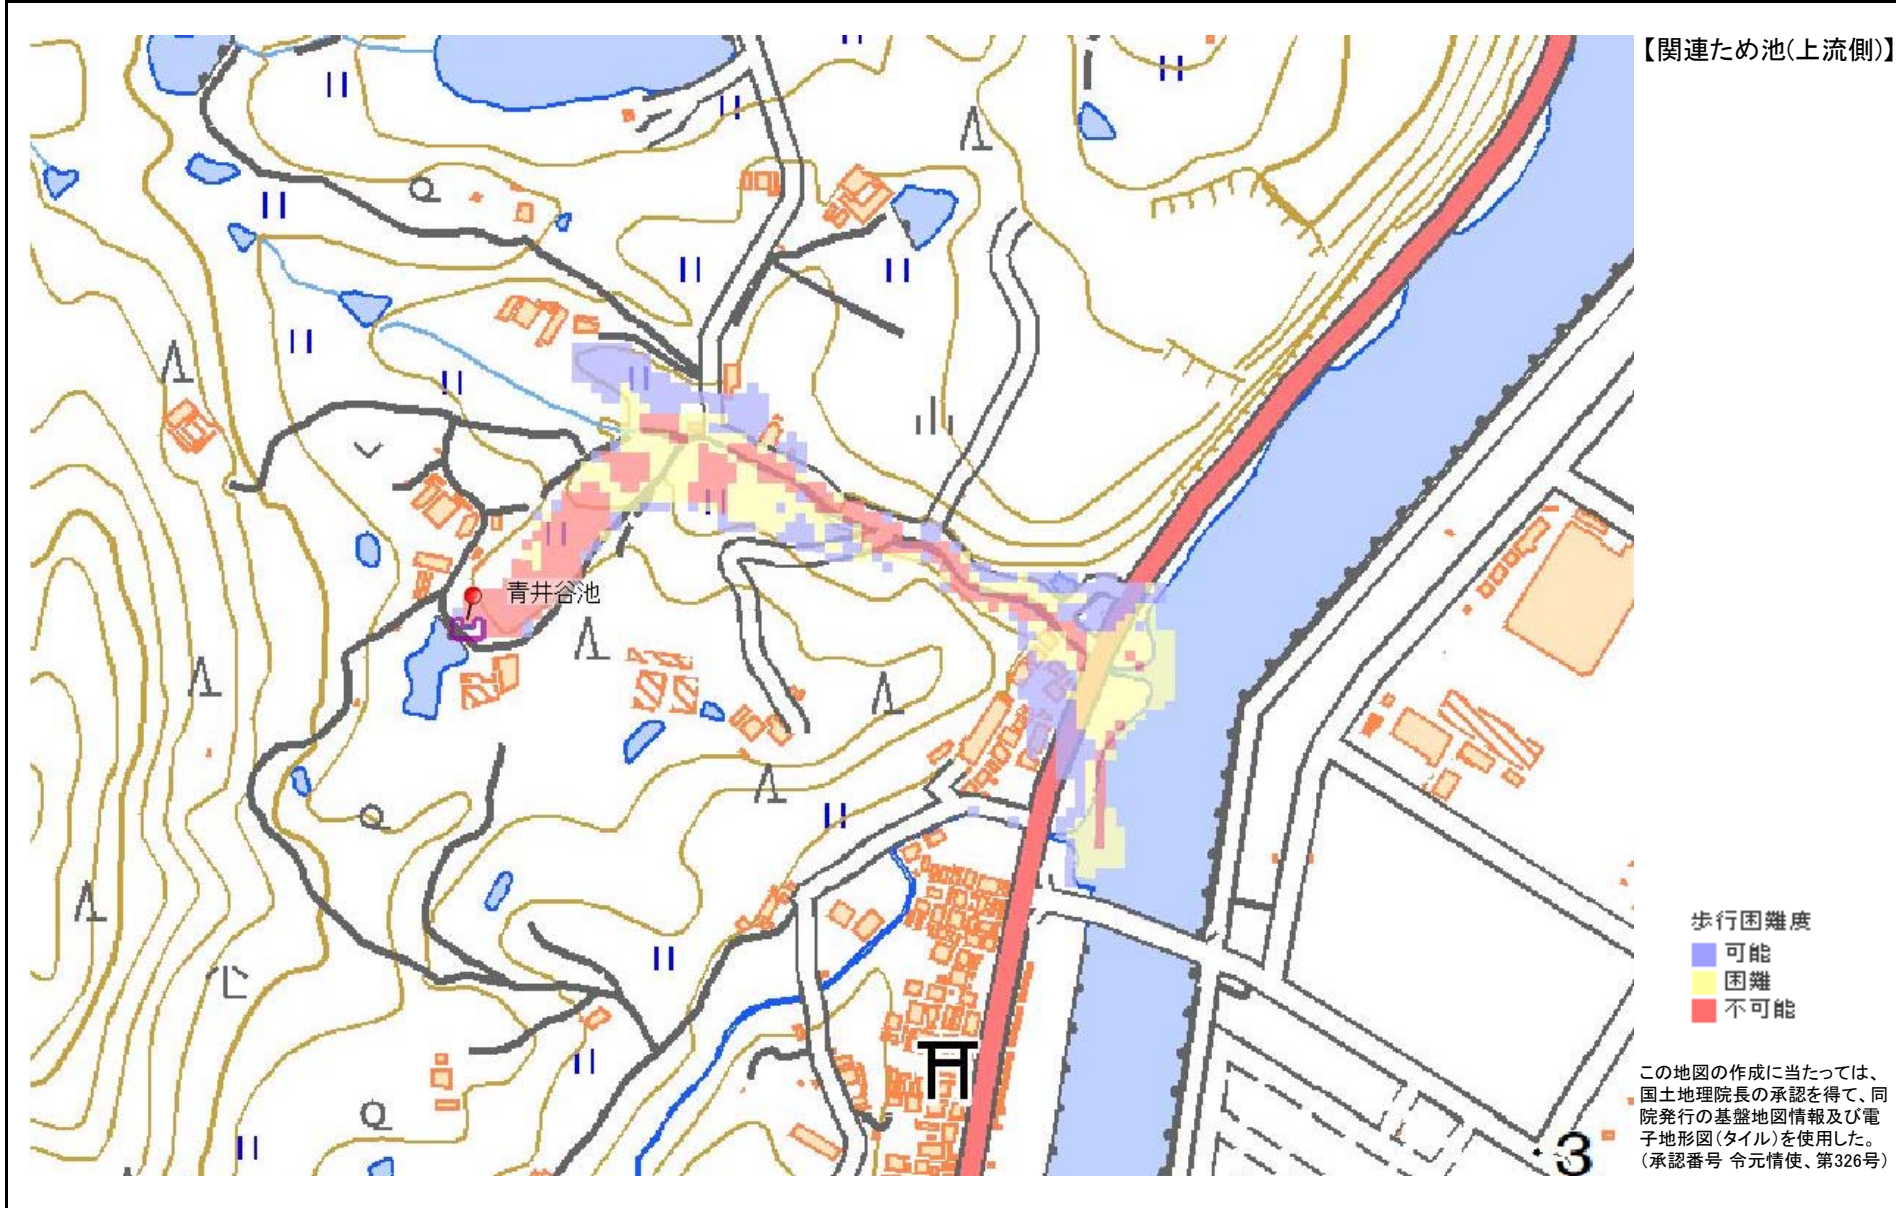 【関連ため池(上流側)】
青井谷池
歩行困難度
可能
困難
不可能
この地図の作成に当たっては、
国土地理院長の承認を得て、同
院発行の基盤地図情報及び電
子地形図(タイル)を使用した。
(承認番号 令元情使、第326号)
3